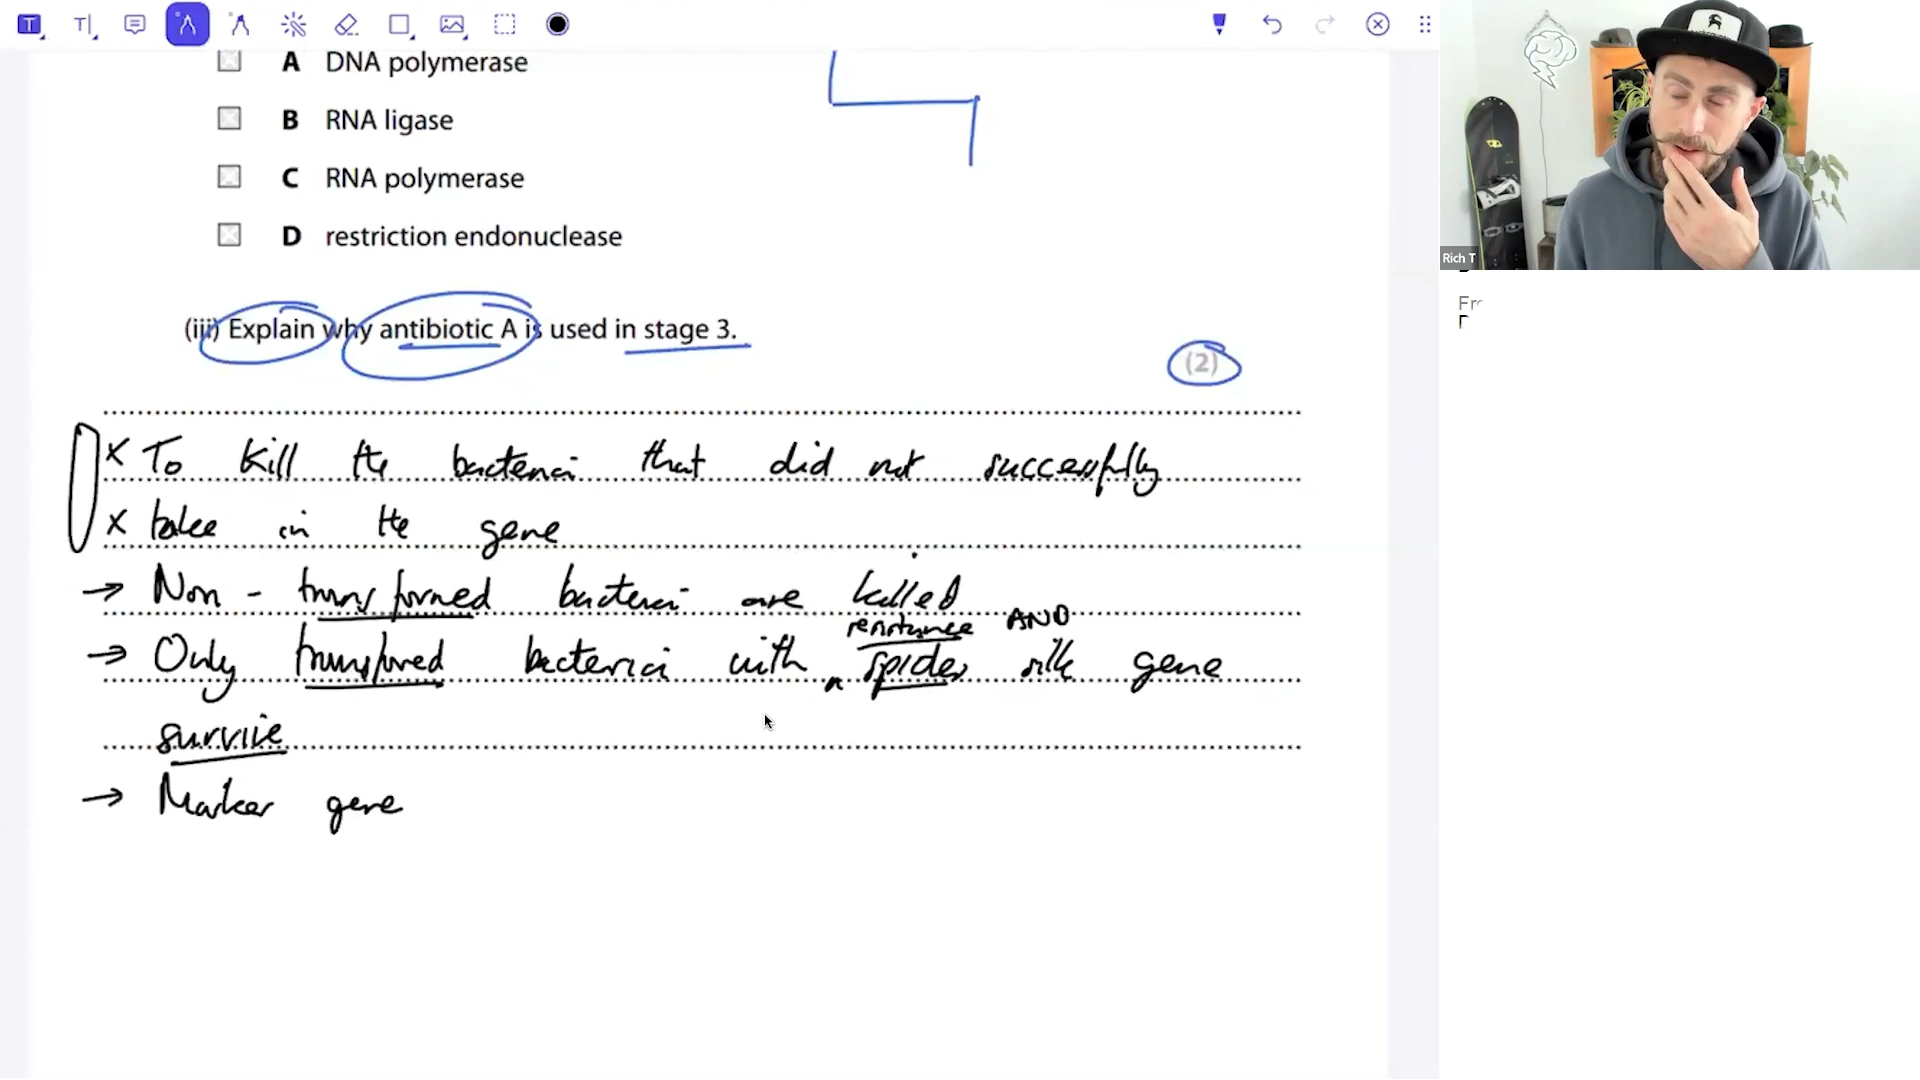 A DNA polymerase
B RNA ligase
C RNA polymerase
D restriction endonuclease
(iii) Explain why antibiotic A is used in stage 3.
(2)
x To kill the bacteria that did not successfully
x take in the gene
→ Non - transformed bacteria are killed
resistance AND
→ Only transformed bacteria with spider silk gene
survive
→ Marker gene
Rich T